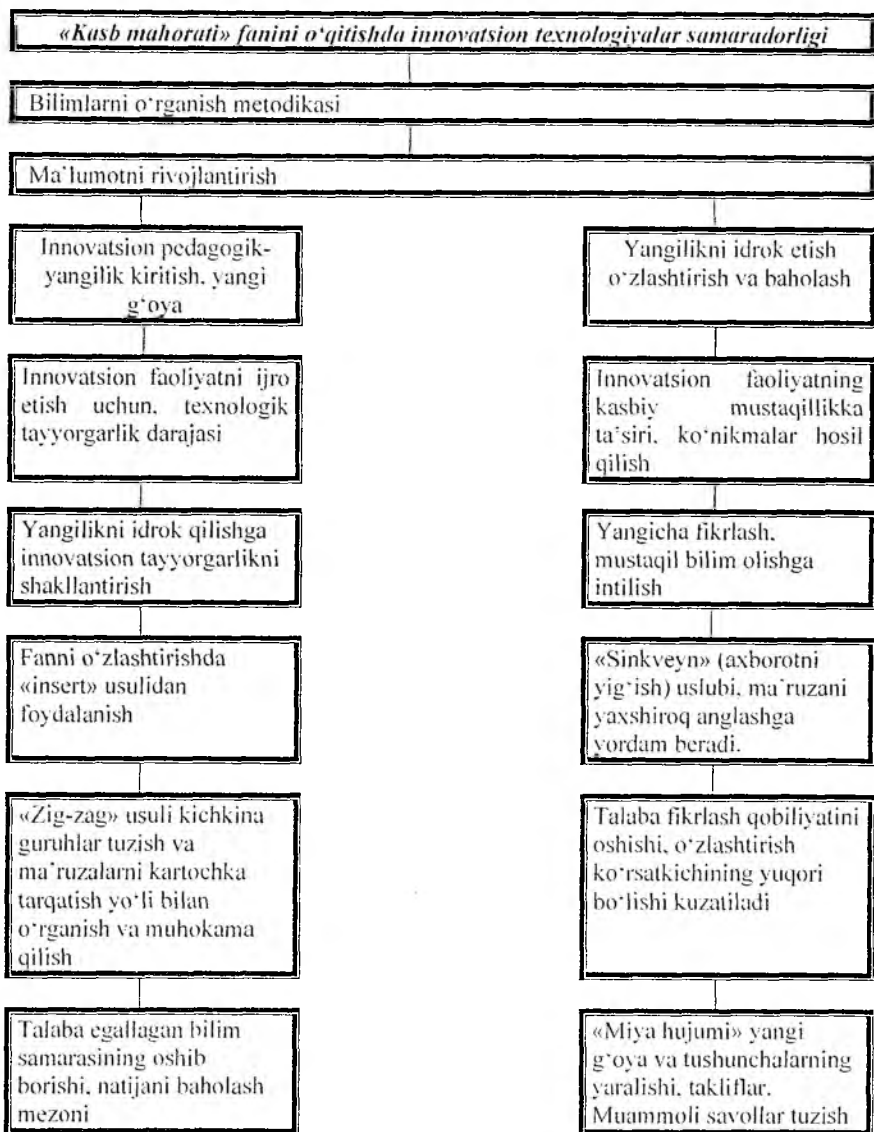 «Kasb mahorati» fanini o‘qitishda innovatsion texnologiyalar samaradorligi
Bilimlarni o‘rganish metodikasi
Ma’lumotni rivojlantirish
Innovatsion pedagogik-
yangilik kiritish, yangi
g‘oya
Innovatsion faoliyatni ijro
etish uchun, texnologik
tayyorgarlik darajasi
Yangilikni idrok qilishga
innovatsion tayyorgarlikni
shakllantirish
Fanni o‘zlashtirishda
«insert» usulidan
foydalanish
«Zig-zag» usuli kichkina
guruhlar tuzish va
ma’ruzalarni kartochka
tarqatish yo‘li bilan
o‘rganish va muhokama
qilish
Talaba egallagan bilim
samarasining oshib
borishi, natijani baholash
mezoni
Yangilikni idrok etish
o‘zlashtirish va baholash
Innovatsion faoliyatning
kasbiy mustaqillikka
ta’siri, ko‘nikmalar hosil
qilish
Yangicha fikrlash,
mustaqil bilim olishga
intilish
«Sinkveyn» (axborotni
yig‘ish) uslubi, ma’ruzani
yaxshiroq anglashga
yordam beradi.
Talaba fikrlash qobiliyatini
oshishi, o‘zlashtirish
ko‘rsatkichining yuqori
bo‘lishi kuzatiladi
«Miya hujumi» yangi
g‘oya va tushunchalarning
yaralishi, takliflar.
Muammoli savollar tuzish